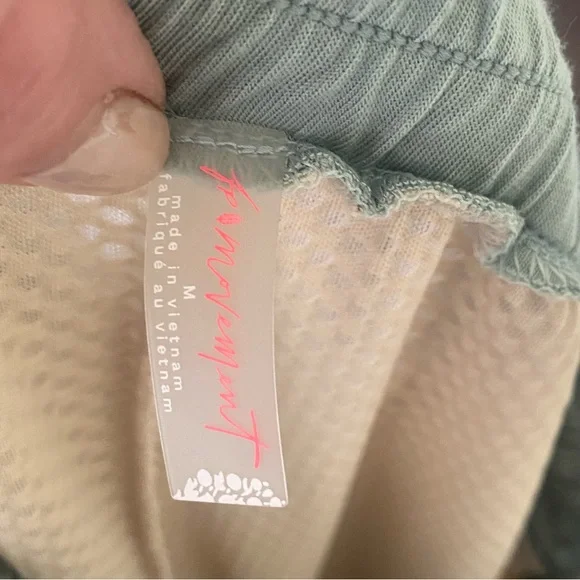 fp movement
M
made in vietnam
fabriqué au vietnam